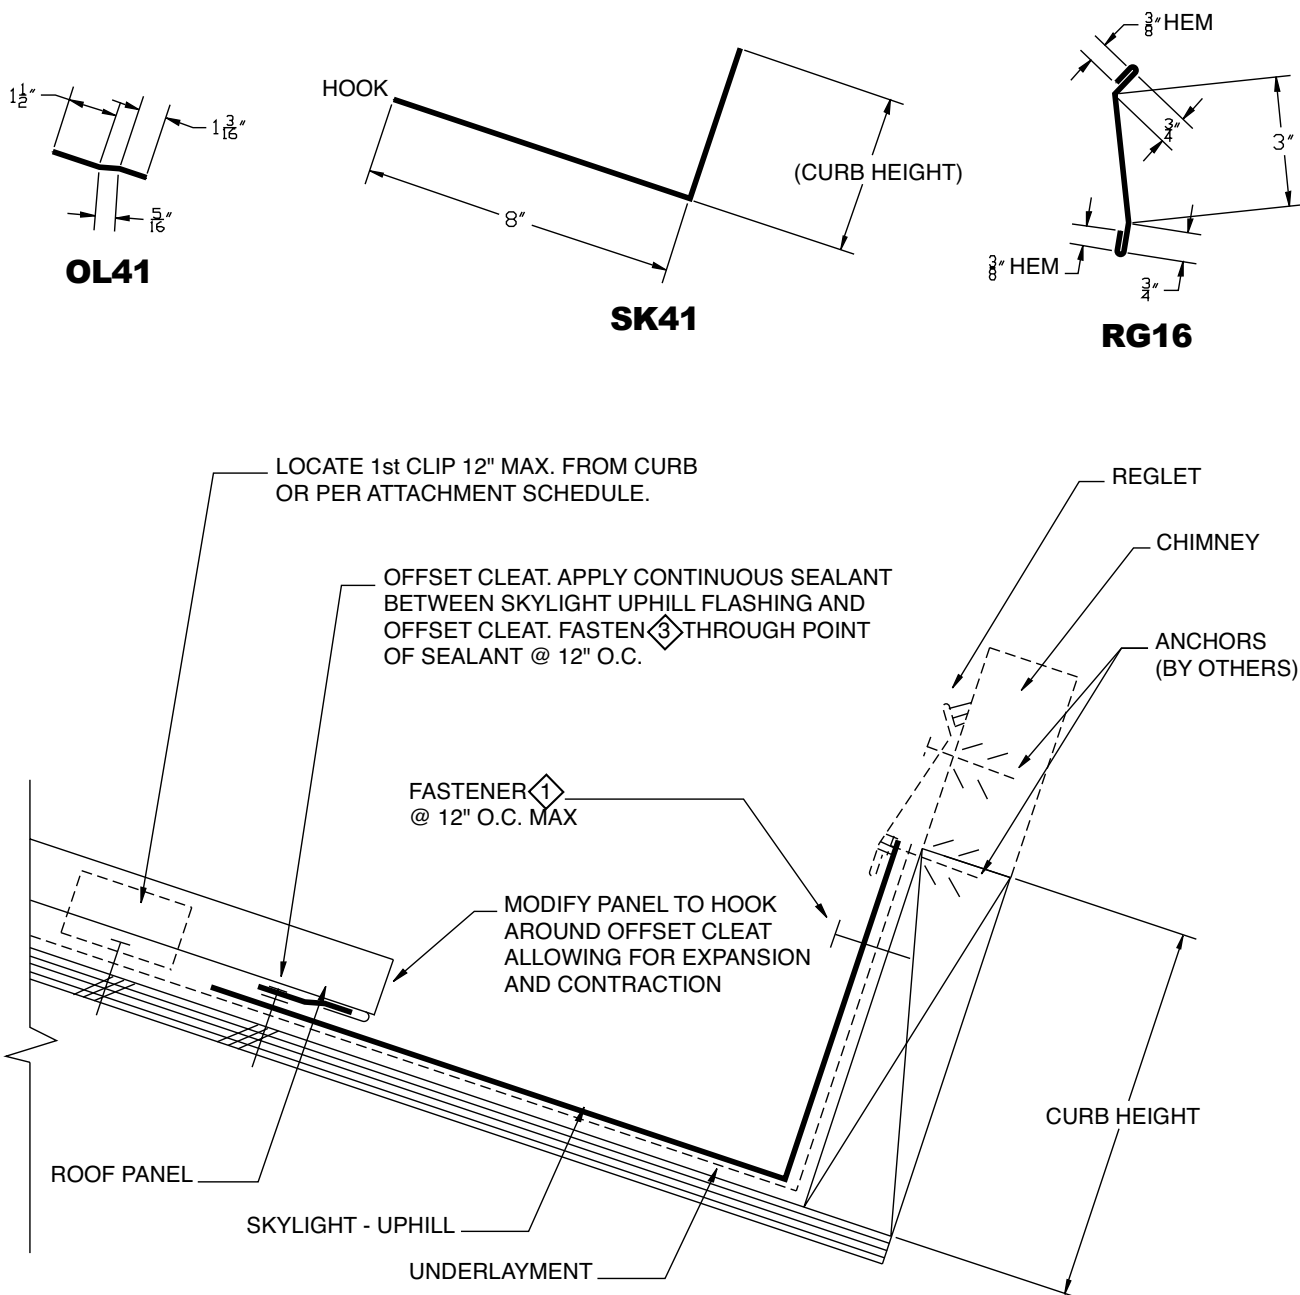 1 1/2"
1 3/16"
5/16"
OL41
HOOK
8"
(CURB HEIGHT)
SK41
3/8" HEM
3/4"
3"
3/8" HEM
3/4"
RG16
LOCATE 1st CLIP 12" MAX. FROM CURB
OR PER ATTACHMENT SCHEDULE.
REGLET
CHIMNEY
OFFSET CLEAT. APPLY CONTINUOUS SEALANT
BETWEEN SKYLIGHT UPHILL FLASHING AND
OFFSET CLEAT. FASTEN 3 THROUGH POINT
OF SEALANT @ 12" O.C.
ANCHORS
(BY OTHERS)
FASTENER 1
@ 12" O.C. MAX
MODIFY PANEL TO HOOK
AROUND OFFSET CLEAT
ALLOWING FOR EXPANSION
AND CONTRACTION
CURB HEIGHT
ROOF PANEL
SKYLIGHT - UPHILL
UNDERLAYMENT